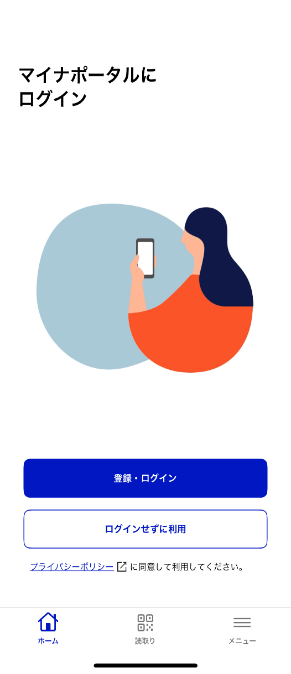 マイナポータルに
ログイン
登録・ログイン
ログインせずに利用
プライバシーポリシー に同意して利用してください。
ホーム
読取り
メニュー